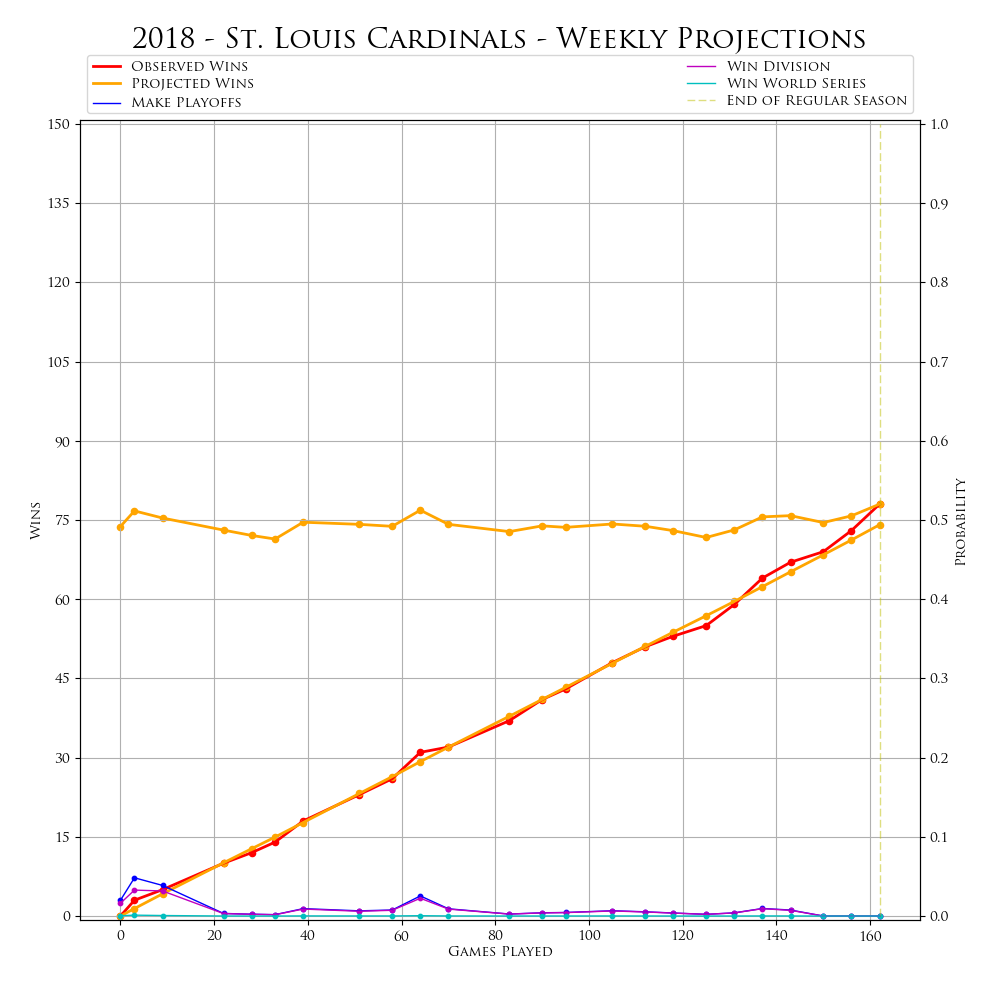 2018 - St. Louis Cardinals - Weekly Projections
Observed Wins
Projected Wins
Make Playoffs
Win Division
Win World Series
End of Regular Season
150
135
120
105
90
75
60
45
30
15
0
Wins
1.0
0.9
0.8
0.7
0.6
0.5
0.4
0.3
0.2
0.1
0.0
Probability
0 20 40 60 80 100 120 140 160
Games Played